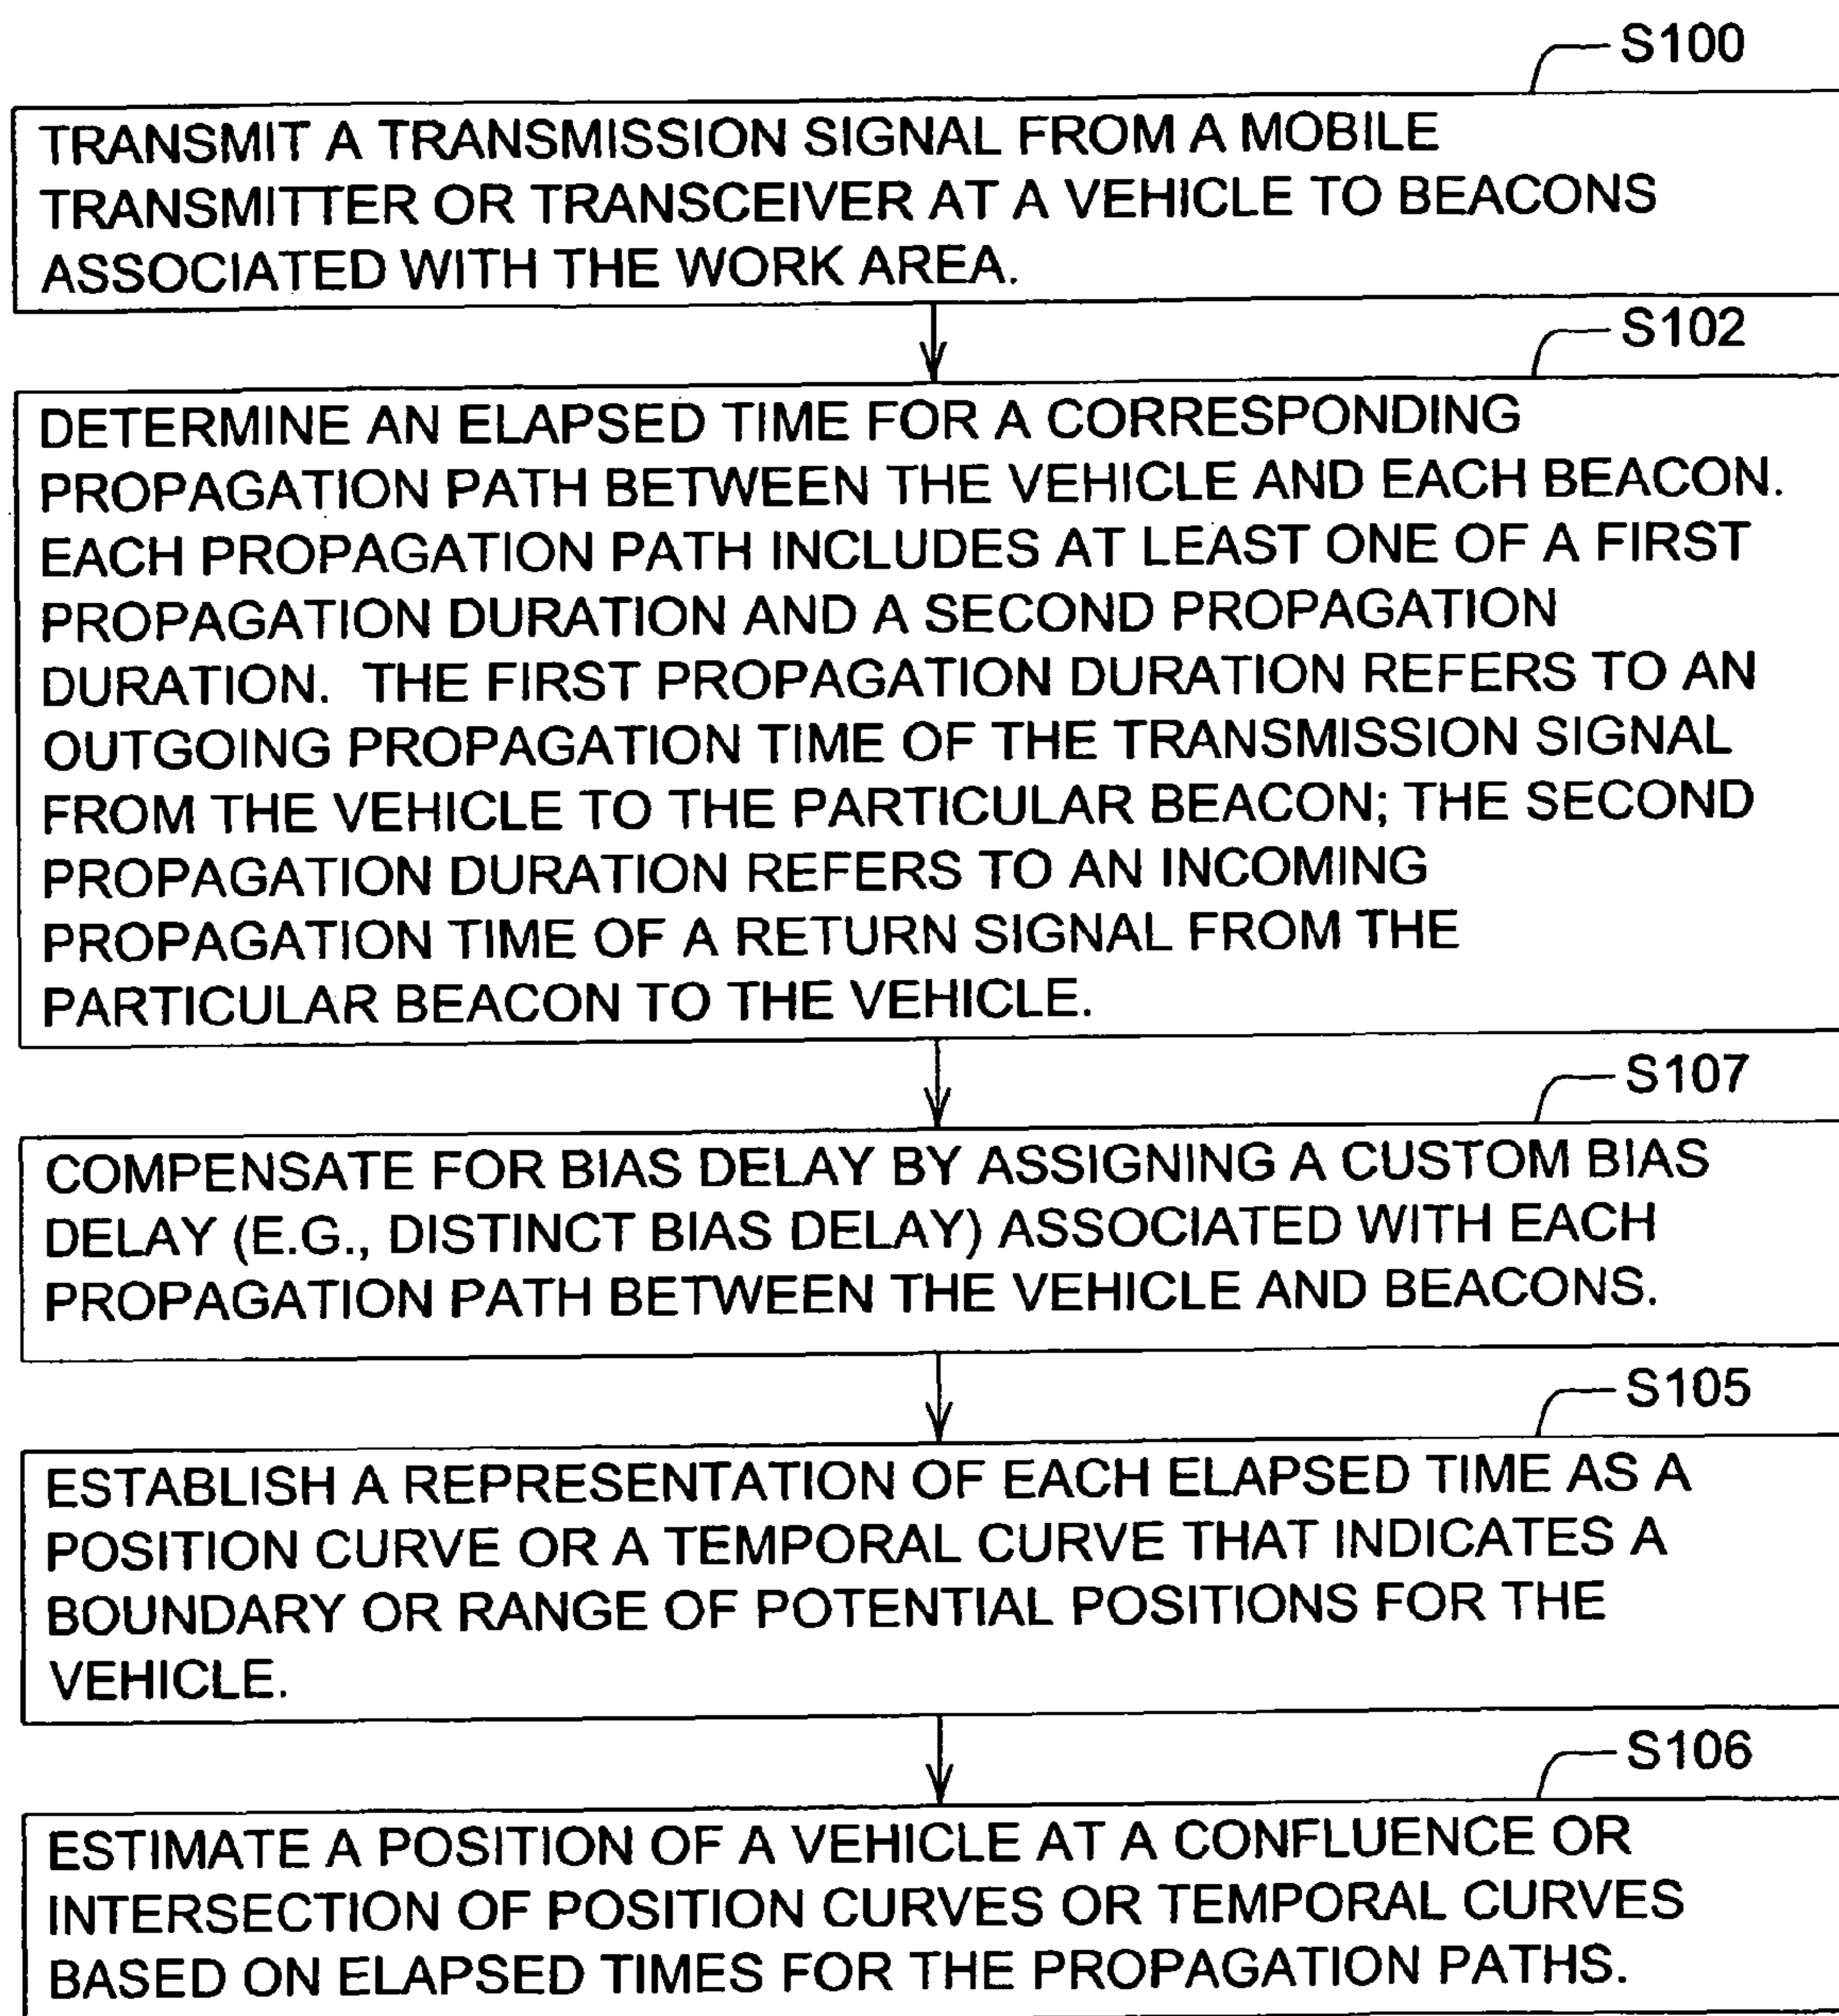 S100
TRANSMIT A TRANSMISSION SIGNAL FROM A MOBILE
TRANSMITTER OR TRANSCEIVER AT A VEHICLE TO BEACONS
ASSOCIATED WITH THE WORK AREA.
S102
DETERMINE AN ELAPSED TIME FOR A CORRESPONDING
PROPAGATION PATH BETWEEN THE VEHICLE AND EACH BEACON.
EACH PROPAGATION PATH INCLUDES AT LEAST ONE OF A FIRST
PROPAGATION DURATION AND A SECOND PROPAGATION
DURATION. THE FIRST PROPAGATION DURATION REFERS TO AN
OUTGOING PROPAGATION TIME OF THE TRANSMISSION SIGNAL
FROM THE VEHICLE TO THE PARTICULAR BEACON; THE SECOND
PROPAGATION DURATION REFERS TO AN INCOMING
PROPAGATION TIME OF A RETURN SIGNAL FROM THE
PARTICULAR BEACON TO THE VEHICLE.
S107
COMPENSATE FOR BIAS DELAY BY ASSIGNING A CUSTOM BIAS
DELAY (E.G., DISTINCT BIAS DELAY) ASSOCIATED WITH EACH
PROPAGATION PATH BETWEEN THE VEHICLE AND BEACONS.
S105
ESTABLISH A REPRESENTATION OF EACH ELAPSED TIME AS A
POSITION CURVE OR A TEMPORAL CURVE THAT INDICATES A
BOUNDARY OR RANGE OF POTENTIAL POSITIONS FOR THE
VEHICLE.
S106
ESTIMATE A POSITION OF A VEHICLE AT A CONFLUENCE OR
INTERSECTION OF POSITION CURVES OR TEMPORAL CURVES
BASED ON ELAPSED TIMES FOR THE PROPAGATION PATHS.